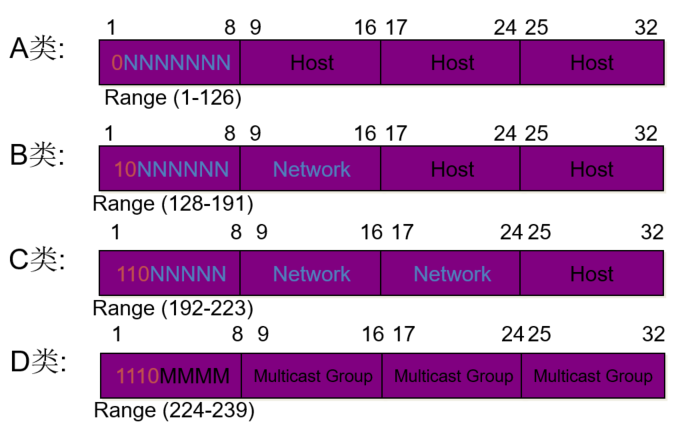 1 8 9 16 17 24 25 32
A类: 0NNNNNNN Host Host Host
Range (1-126)
1 8 9 16 17 24 25 32
B类: 10NNNNNN Network Host Host
Range (128-191)
1 8 9 16 17 24 25 32
C类: 110NNNNN Network Network Host
Range (192-223)
1 8 9 16 17 24 25 32
D类: 1110MMMM Multicast Group Multicast Group Multicast Group
Range (224-239)